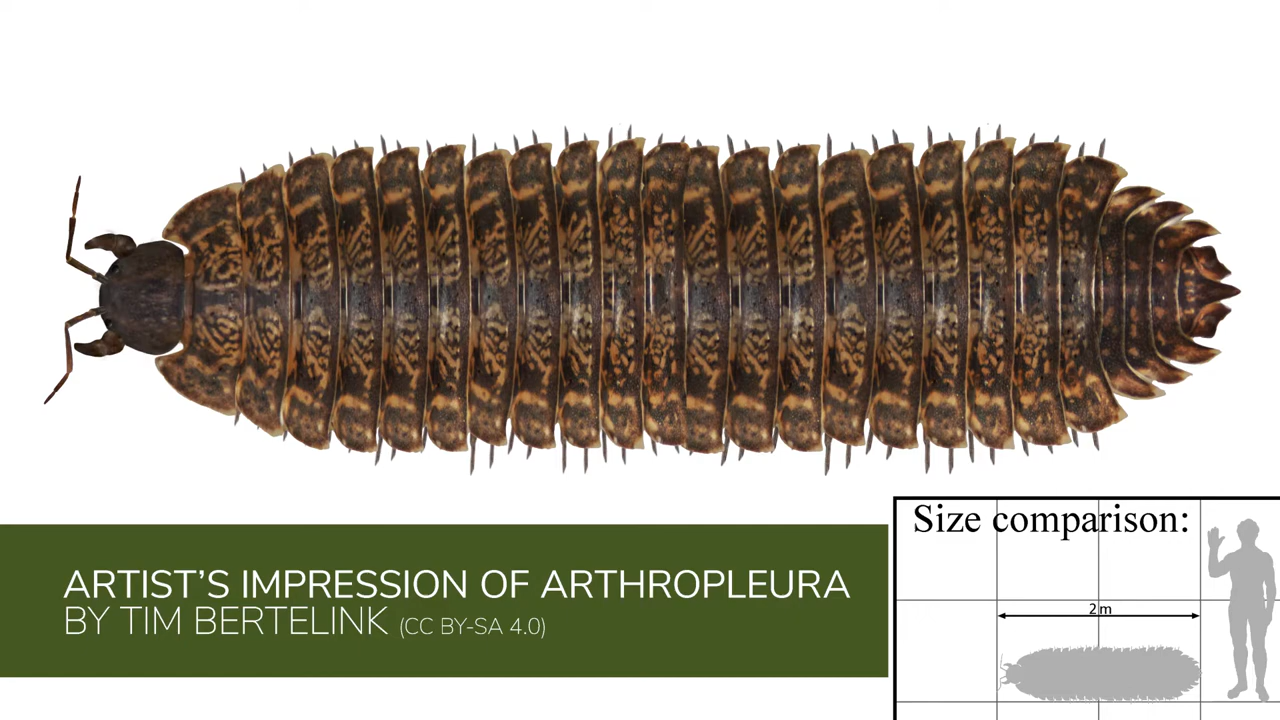 ARTIST’S IMPRESSION OF ARTHROPLEURA
BY TIM BERTELINK (CC BY-SA 4.0)
Size comparison:
2 m